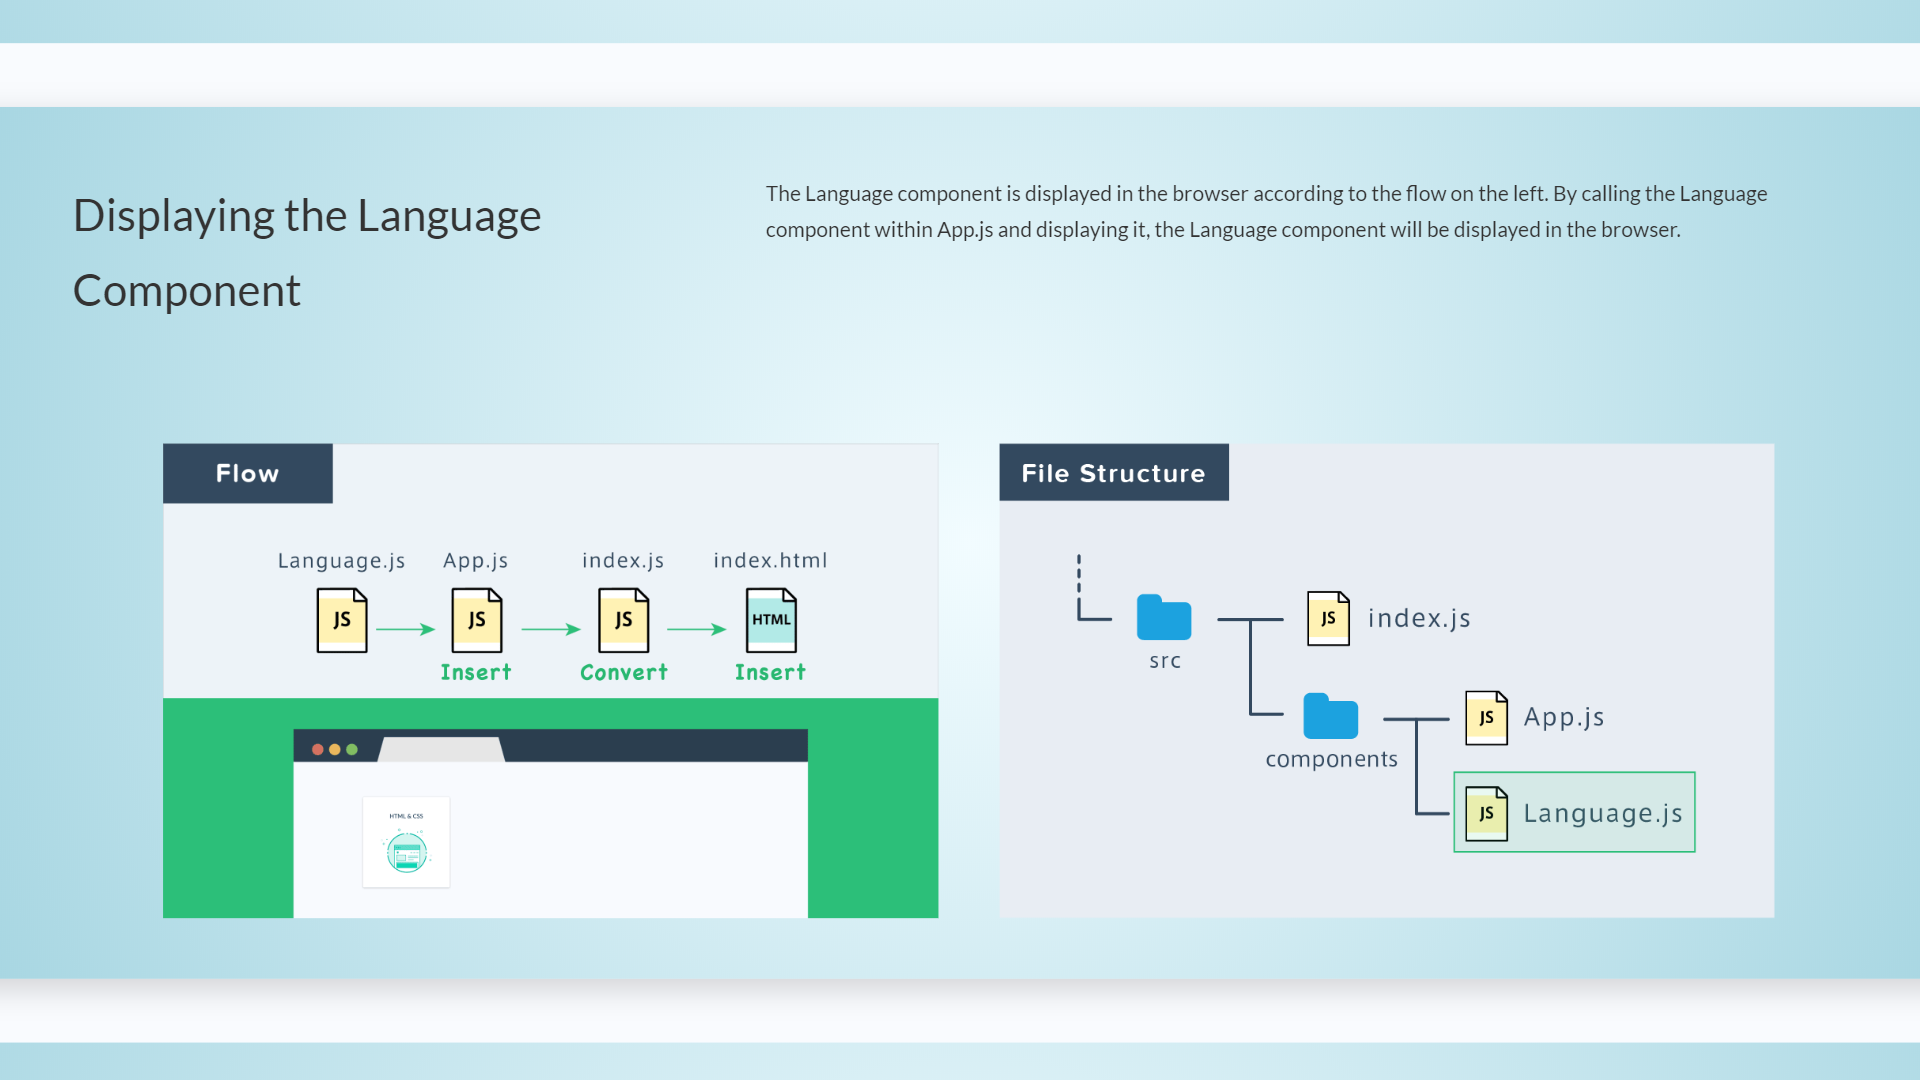 Displaying the Language
Component
The Language component is displayed in the browser according to the flow on the left. By calling the Language
component within App.js and displaying it, the Language component will be displayed in the browser.
Flow
Language.js App.js index.js index.html
JS JS JS HTML
Insert Convert Insert
HTML & CSS
File Structure
JS index.js
src
JS App.js
components
JS Language.js